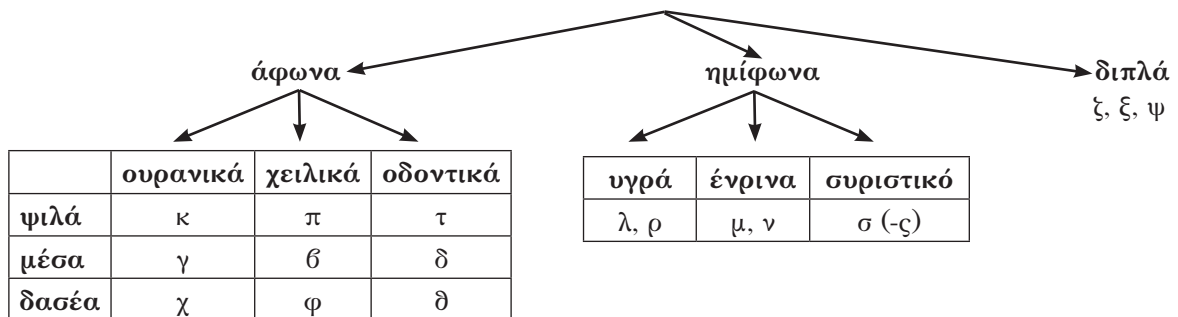 άφωνα ημίφωνα διπλά
ζ, ξ, ψ
ουρανικά χειλικά οδοντικά
ψιλά κ π τ
μέσα γ ϐ δ
δασέα χ φ ϑ
υγρά ένρινα συριστικό
λ, ρ μ, ν σ (-ς)